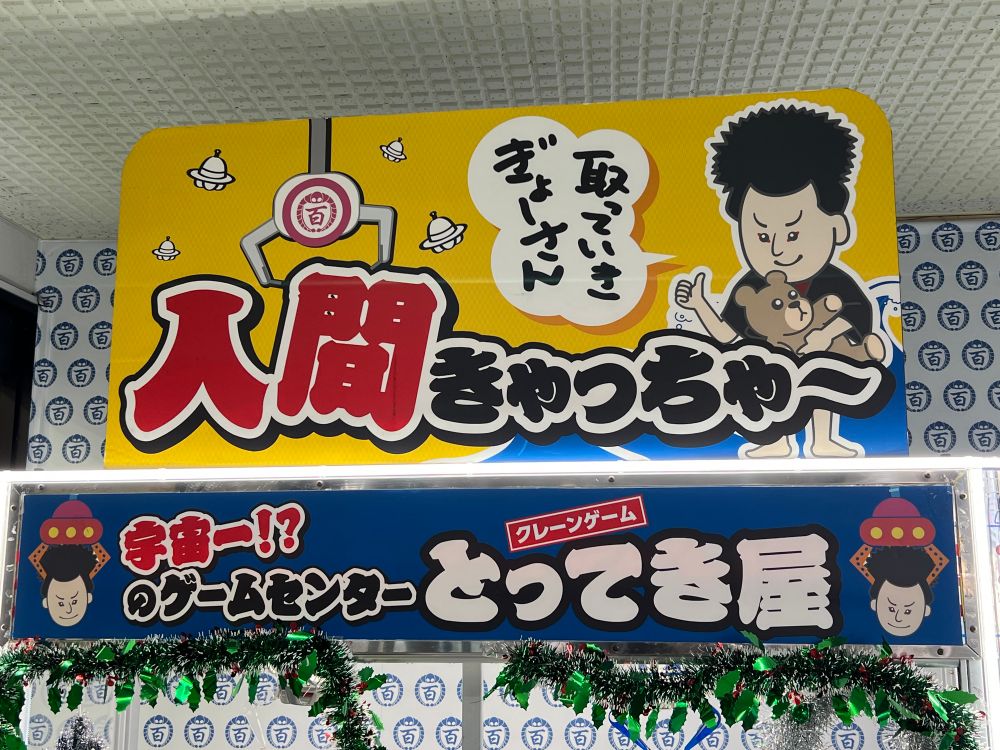 百
取っていき
ぎょーさん
人間きゃっちゃ〜
宇宙一!?
のゲームセンター
クレーンゲーム
とってき屋